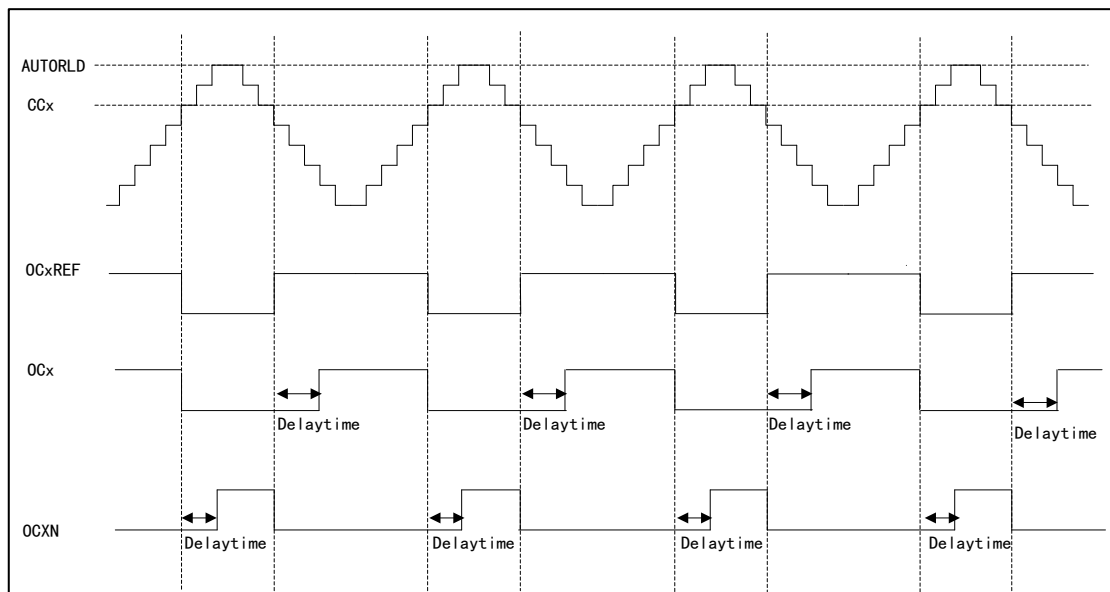 AUTORLD
CCx
OCxREF
OCx
Delaytime
Delaytime
Delaytime
Delaytime
OCXN
Delaytime
Delaytime
Delaytime
Delaytime